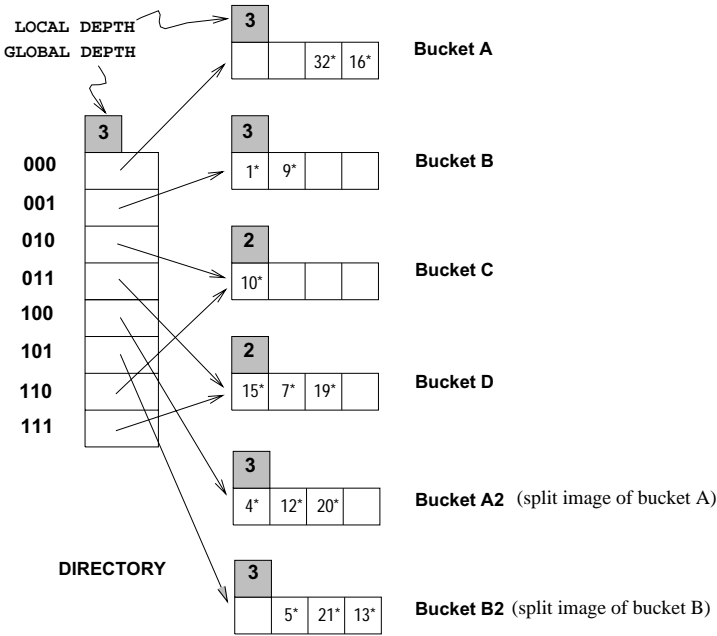 LOCAL DEPTH
GLOBAL DEPTH
3
32* 16*
Bucket A
3
000
001
010
011
100
101
110
111
3
1* 9*
Bucket B
2
10*
Bucket C
2
15* 7* 19*
Bucket D
3
4* 12* 20*
Bucket A2 (split image of bucket A)
DIRECTORY
3
5* 21* 13*
Bucket B2 (split image of bucket B)